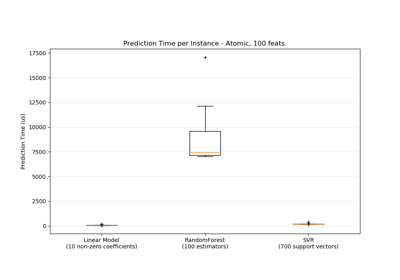 Prediction Time per Instance - Atomic, 100 feats.
17500
15000
12500
10000
7500
5000
2500
0
Prediction Time (us)
Linear Model
(10 non-zero coefficients)
RandomForest
(100 estimators)
SVR
(700 support vectors)